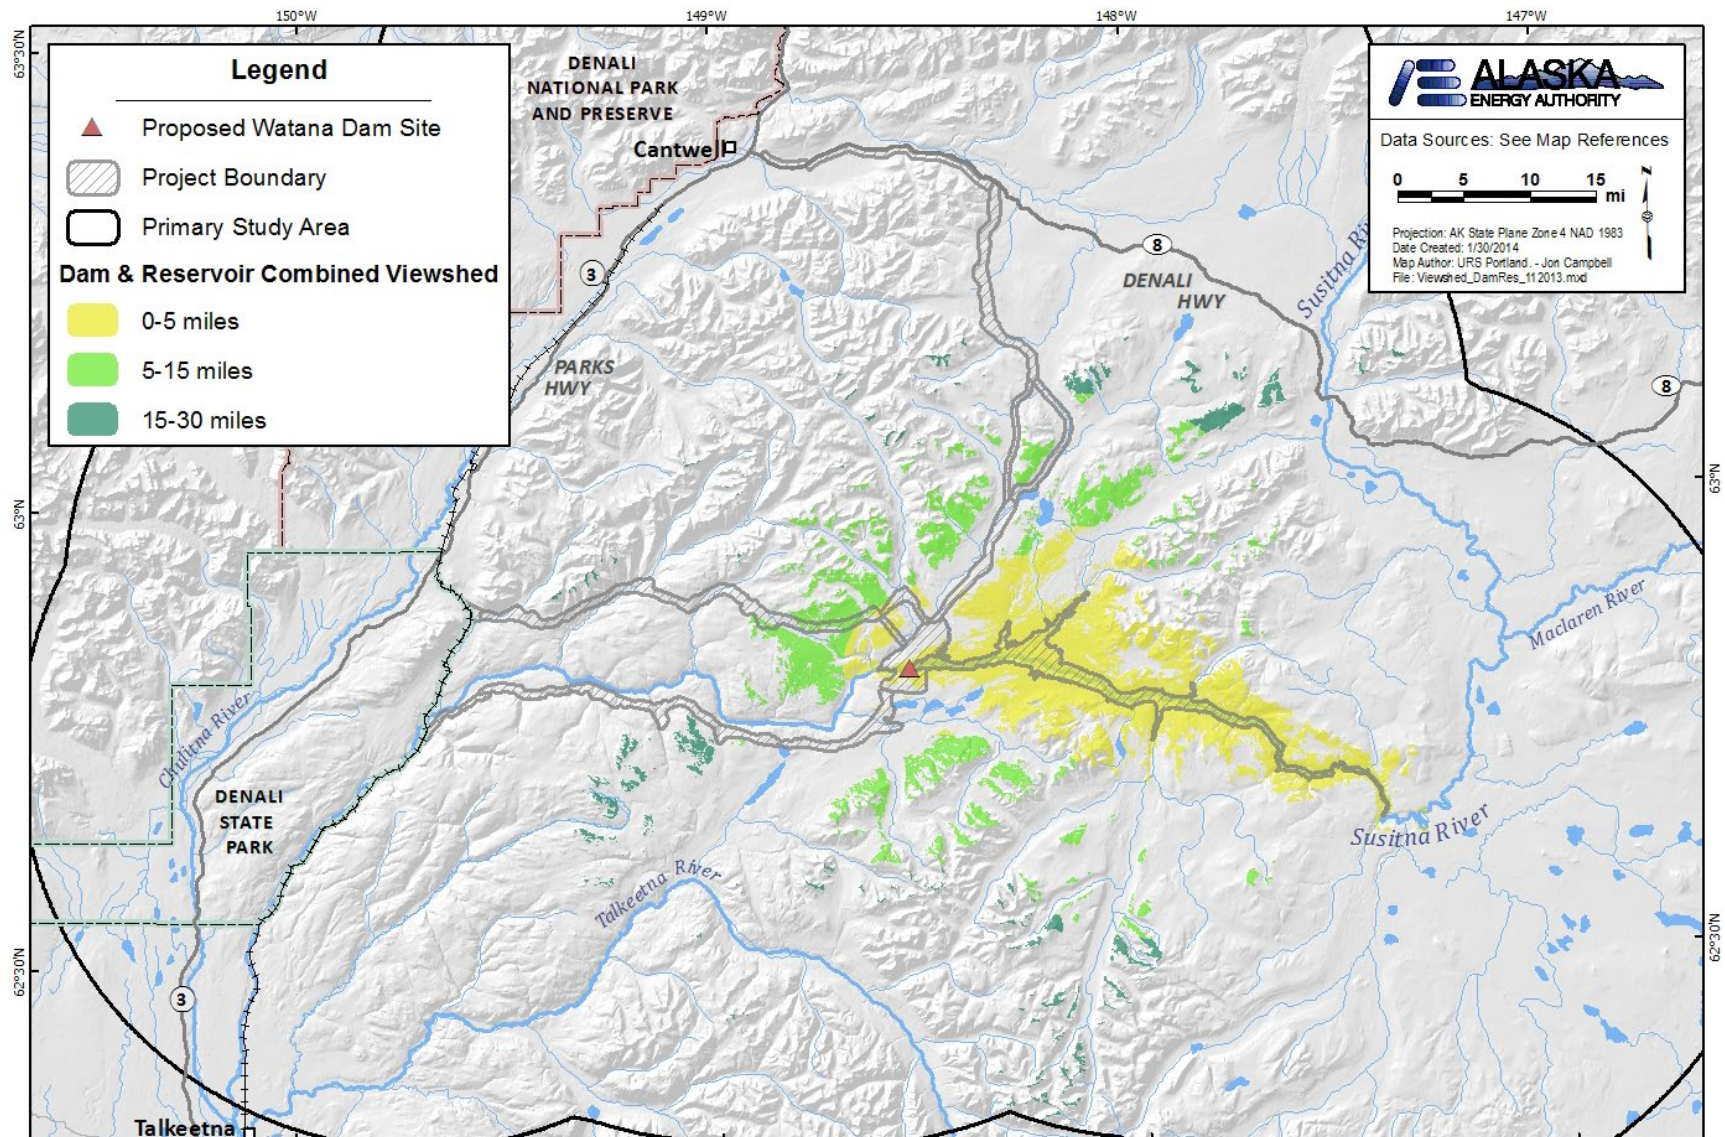 150°W
149°W
148°W
147°W
63°30'N
63°N
62°30'N
63°N
62°30'N
Legend
Proposed Watana Dam Site
Project Boundary
Primary Study Area
Dam & Reservoir Combined Viewshed
0-5 miles
5-15 miles
15-30 miles
DENALI
NATIONAL PARK
AND PRESERVE
Cantwell
3
PARKS
HWY
8
DENALI
HWY
Susitna Riv
8
ALASKA
ENERGY AUTHORITY
Data Sources: See Map References
0 5 10 15
mi
N
Projection: AK State Plane Zone 4 NAD 1983
Date Created: 1/30/2014
Map Author: URS Portland. - Jon Campbell
File: Viewshed_DamRes_112013.mxd
Maclaren River
Chulitna River
DENALI
STATE
PARK
Susitna River
Talkeetna River
3
Talkeetna